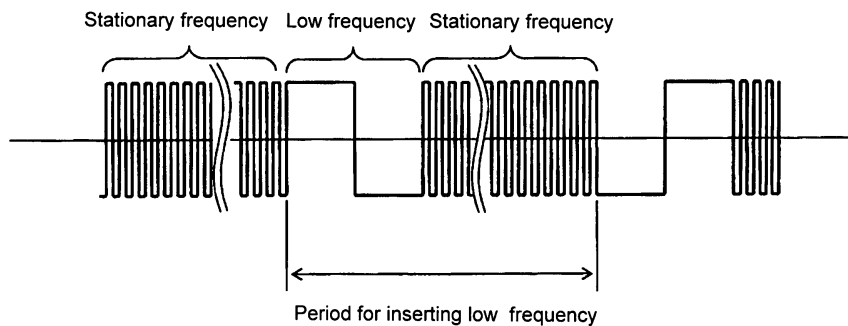 Stationary frequency
Low frequency
Stationary frequency
Period for inserting low frequency